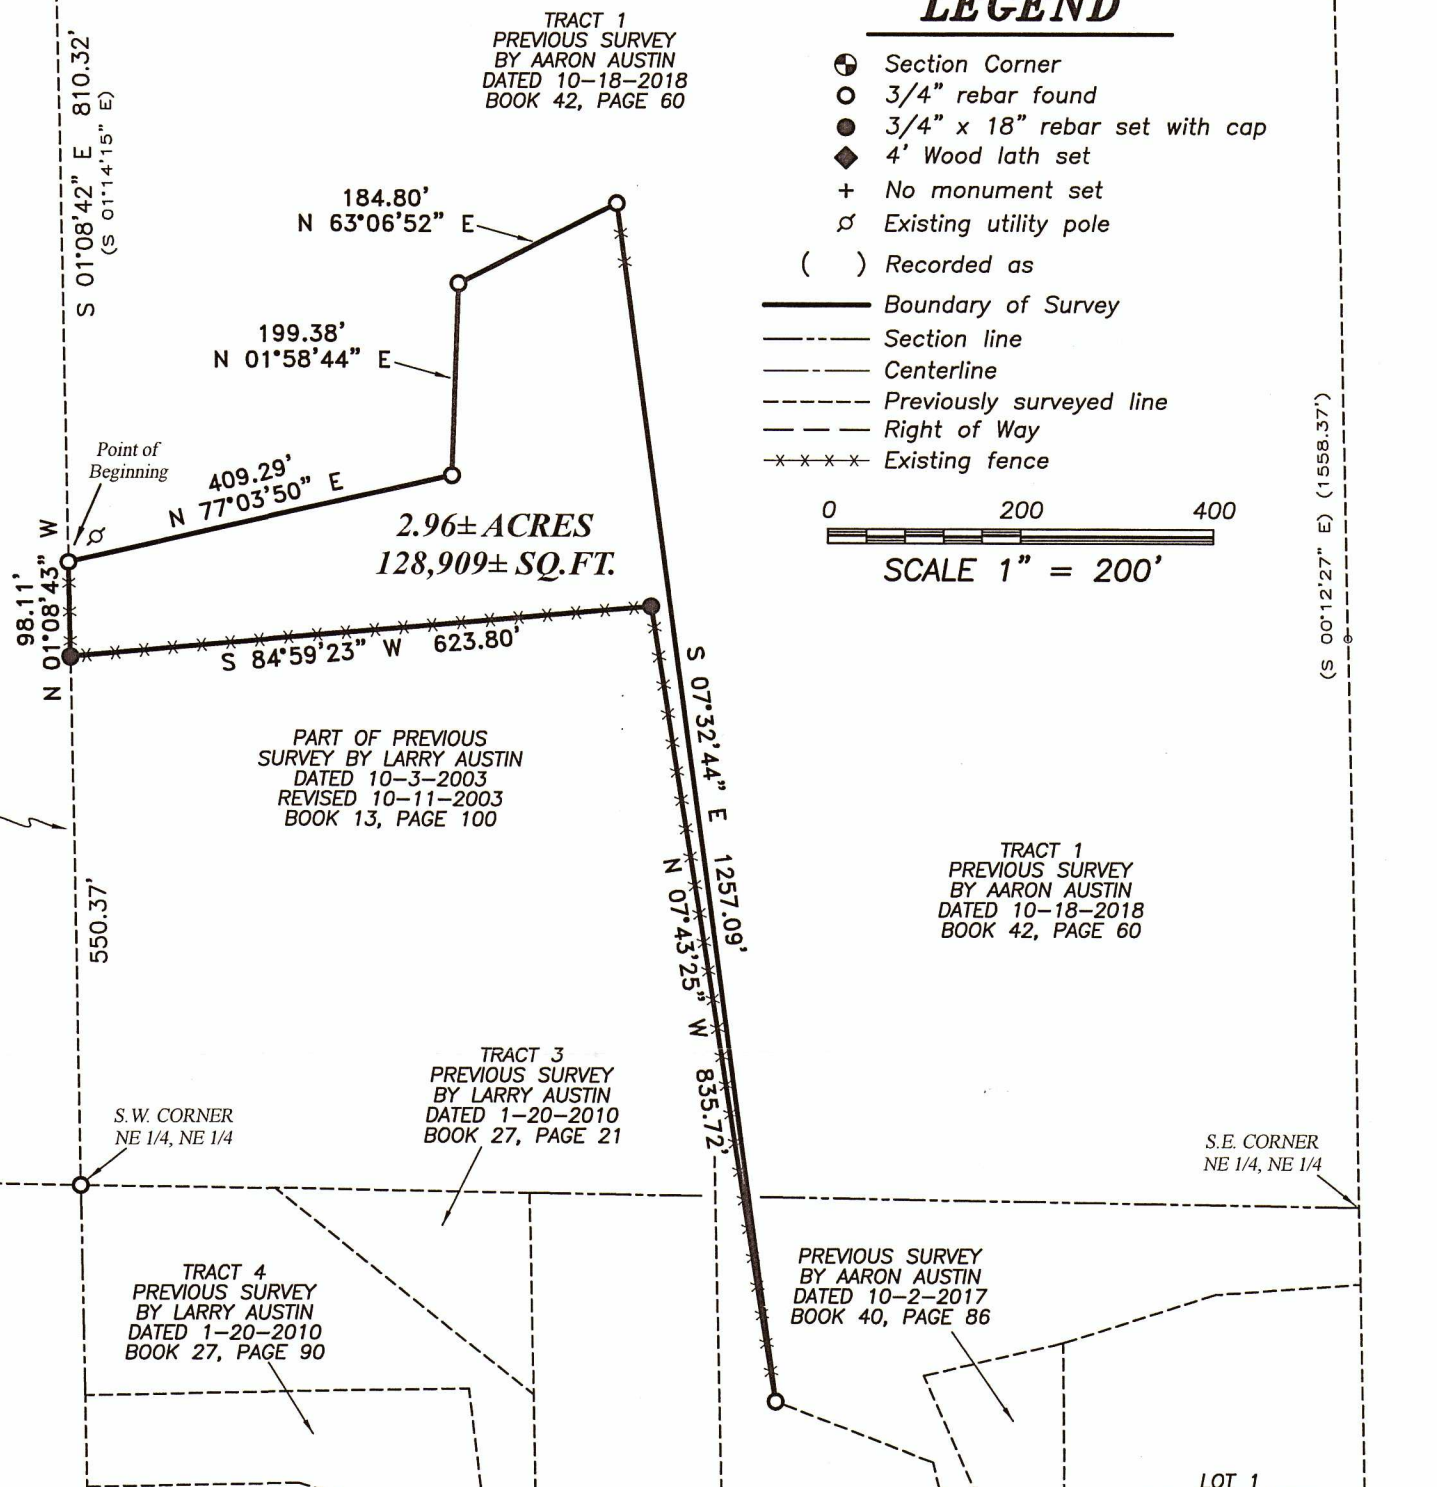 LEGEND
TRACT 1
PREVIOUS SURVEY
BY AARON AUSTIN
DATED 10-18-2018
BOOK 42, PAGE 60
Section Corner
3/4" rebar found
3/4" x 18" rebar set with cap
4' Wood lath set
+ No monument set
Existing utility pole
( ) Recorded as
Boundary of Survey
Section line
Centerline
Previously surveyed line
Right of Way
Existing fence
0 200 400
SCALE 1" = 200'
S 01°08'42" E 810.32'
(S 01°14'15" E)
184.80'
N 63°06'52" E
199.38'
N 01°58'44" E
Point of
Beginning
409.29'
N 77°03'50" E
2.96± ACRES
128,909± SQ.FT.
98.11'
N 01°08'43" W
S 84°59'23" W 623.80'
S 07°32'44" E 1257.09'
N 07°43'25" W 835.72'
(S 00°12'27" E) (1558.37')
PART OF PREVIOUS
SURVEY BY LARRY AUSTIN
DATED 10-3-2003
REVISED 10-11-2003
BOOK 13, PAGE 100
550.37'
TRACT 1
PREVIOUS SURVEY
BY AARON AUSTIN
DATED 10-18-2018
BOOK 42, PAGE 60
TRACT 3
PREVIOUS SURVEY
BY LARRY AUSTIN
DATED 1-20-2010
BOOK 27, PAGE 21
S.W. CORNER
NE 1/4, NE 1/4
S.E. CORNER
NE 1/4, NE 1/4
TRACT 4
PREVIOUS SURVEY
BY LARRY AUSTIN
DATED 1-20-2010
BOOK 27, PAGE 90
PREVIOUS SURVEY
BY AARON AUSTIN
DATED 10-2-2017
BOOK 40, PAGE 86
LOT 1